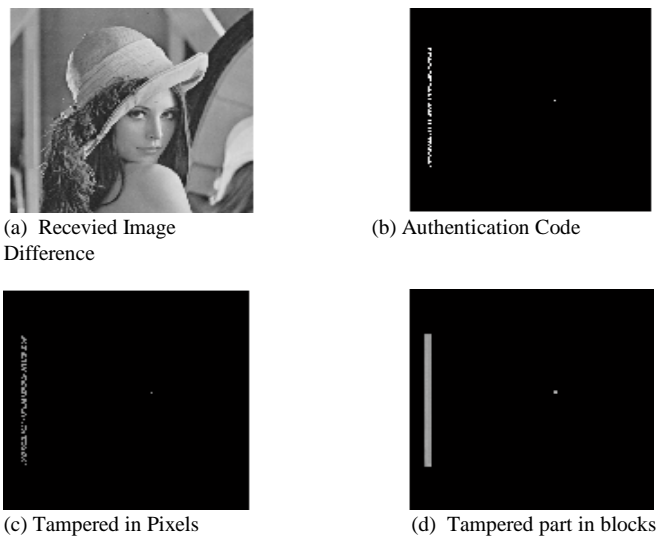 (a) Recevied Image
Difference
(b) Authentication Code
(c) Tampered in Pixels
(d) Tampered part in blocks